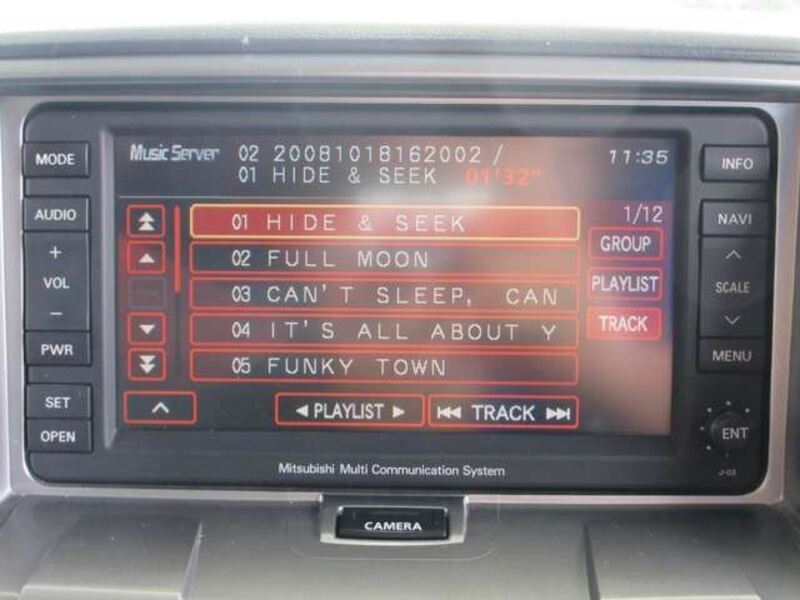 MODE
AUDIO
+
VOL
−
PWR
SET
OPEN
Music Server 02 20081018162002 / 11:35
01 HIDE & SEEK 01'32"
1/12
01 HIDE & SEEK
02 FULL MOON
03 CAN'T SLEEP, CAN
04 IT'S ALL ABOUT Y
05 FUNKY TOWN
GROUP
PLAYLIST
TRACK
◀ PLAYLIST ▶
⏮ TRACK ⏭
Mitsubishi Multi Communication System
INFO
NAVI
SCALE
MENU
ENT
J-03
CAMERA